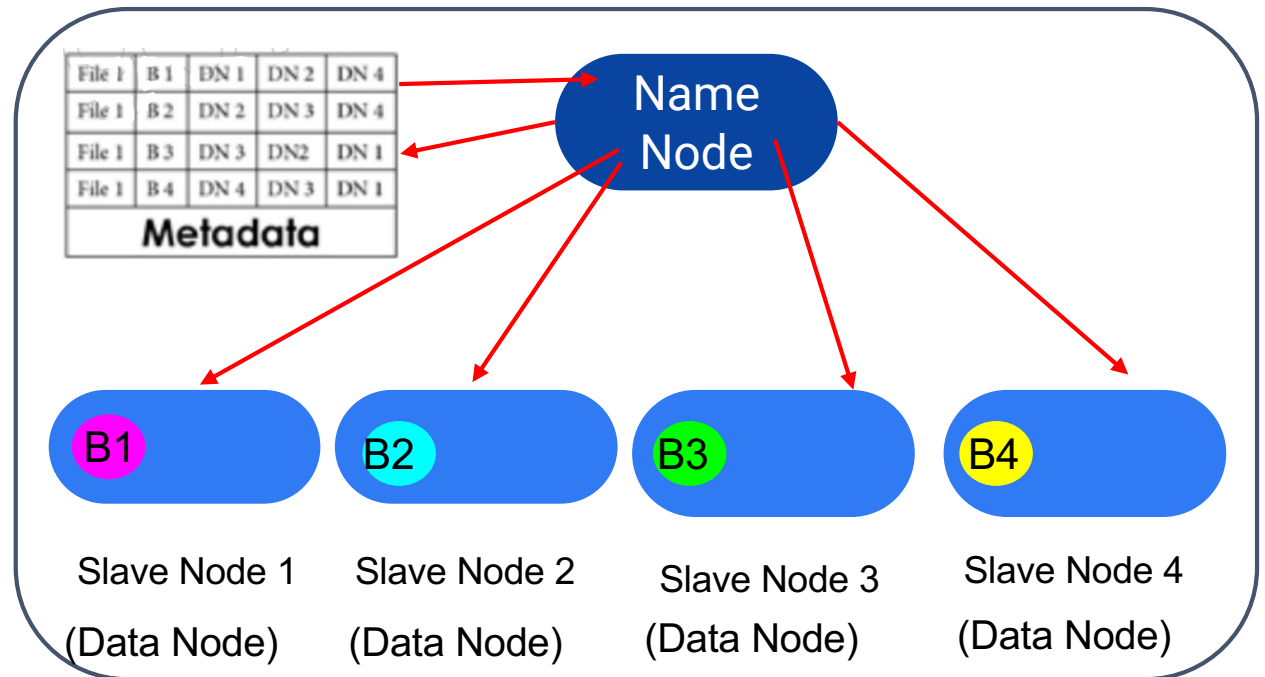 File 1 B 1 DN 1 DN 2 DN 4
File 1 B 2 DN 2 DN 3 DN 4
File 1 B 3 DN 3 DN2 DN 1
File 1 B 4 DN 4 DN 3 DN 1
Metadata
Name
Node
B1
B2
B3
B4
Slave Node 1
(Data Node)
Slave Node 2
(Data Node)
Slave Node 3
(Data Node)
Slave Node 4
(Data Node)